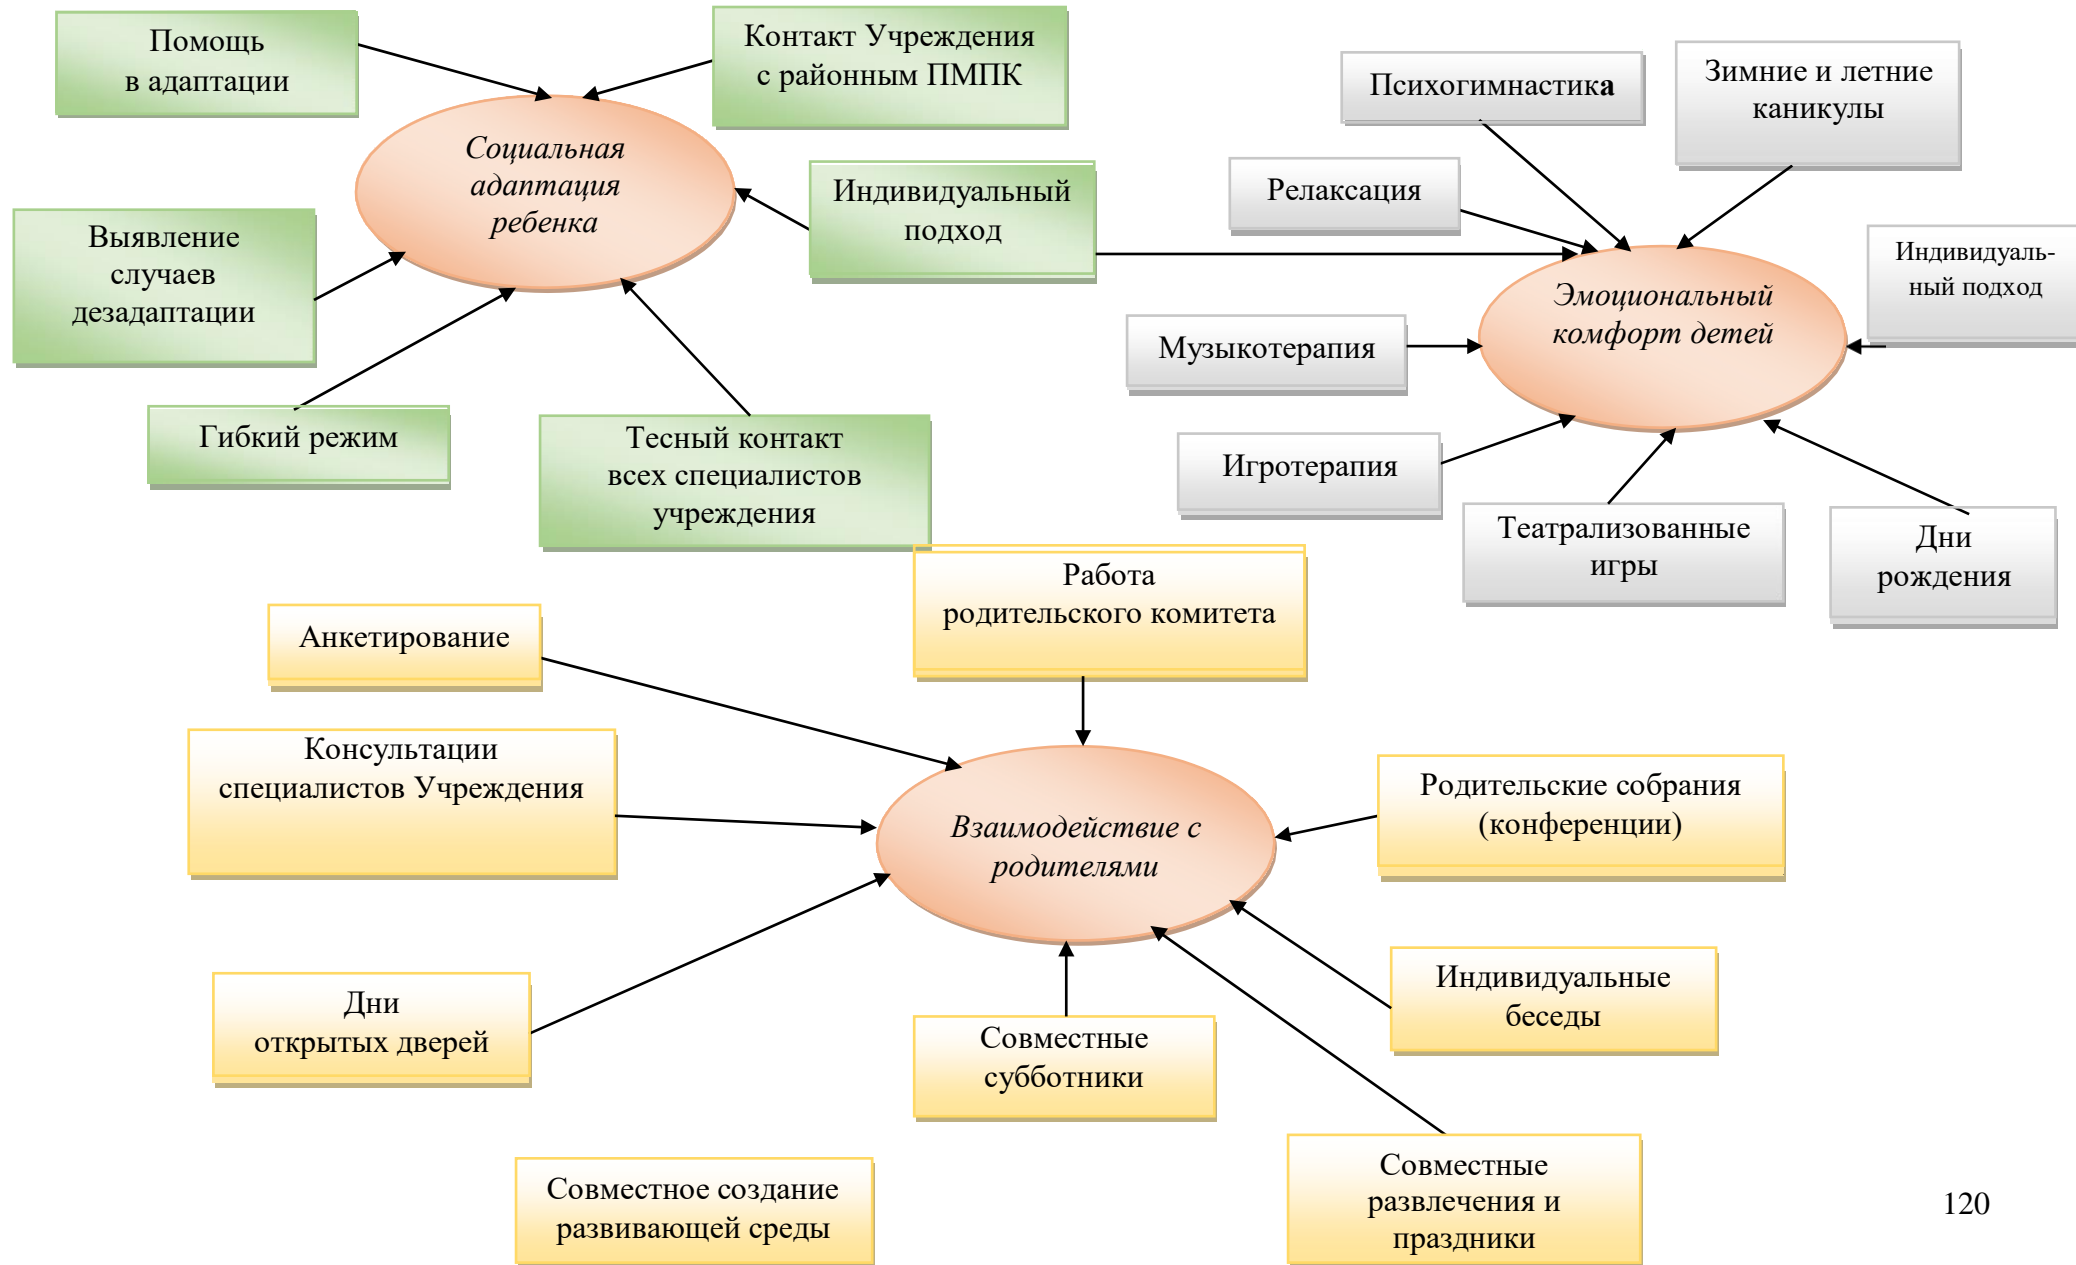 Помощь
в адаптации
Контакт Учреждения
с районным ПМПК
Социальная
адаптация
ребенка
Индивидуальный
подход
Выявление
случаев
дезадаптации
Гибкий режим
Тесный контакт
всех специалистов
учреждения
Психогимнастика
Зимние и летние
каникулы
Релаксация
Индивидуаль-
ный подход
Эмоциональный
комфорт детей
Музыкотерапия
Игротерапия
Театрализованные
игры
Дни
рождения
Работа
родительского комитета
Анкетирование
Консультации
специалистов Учреждения
Взаимодействие с
родителями
Родительские собрания
(конференции)
Дни
открытых дверей
Индивидуальные
беседы
Совместные
субботники
Совместное создание
развивающей среды
Совместные
развлечения и
праздники
120